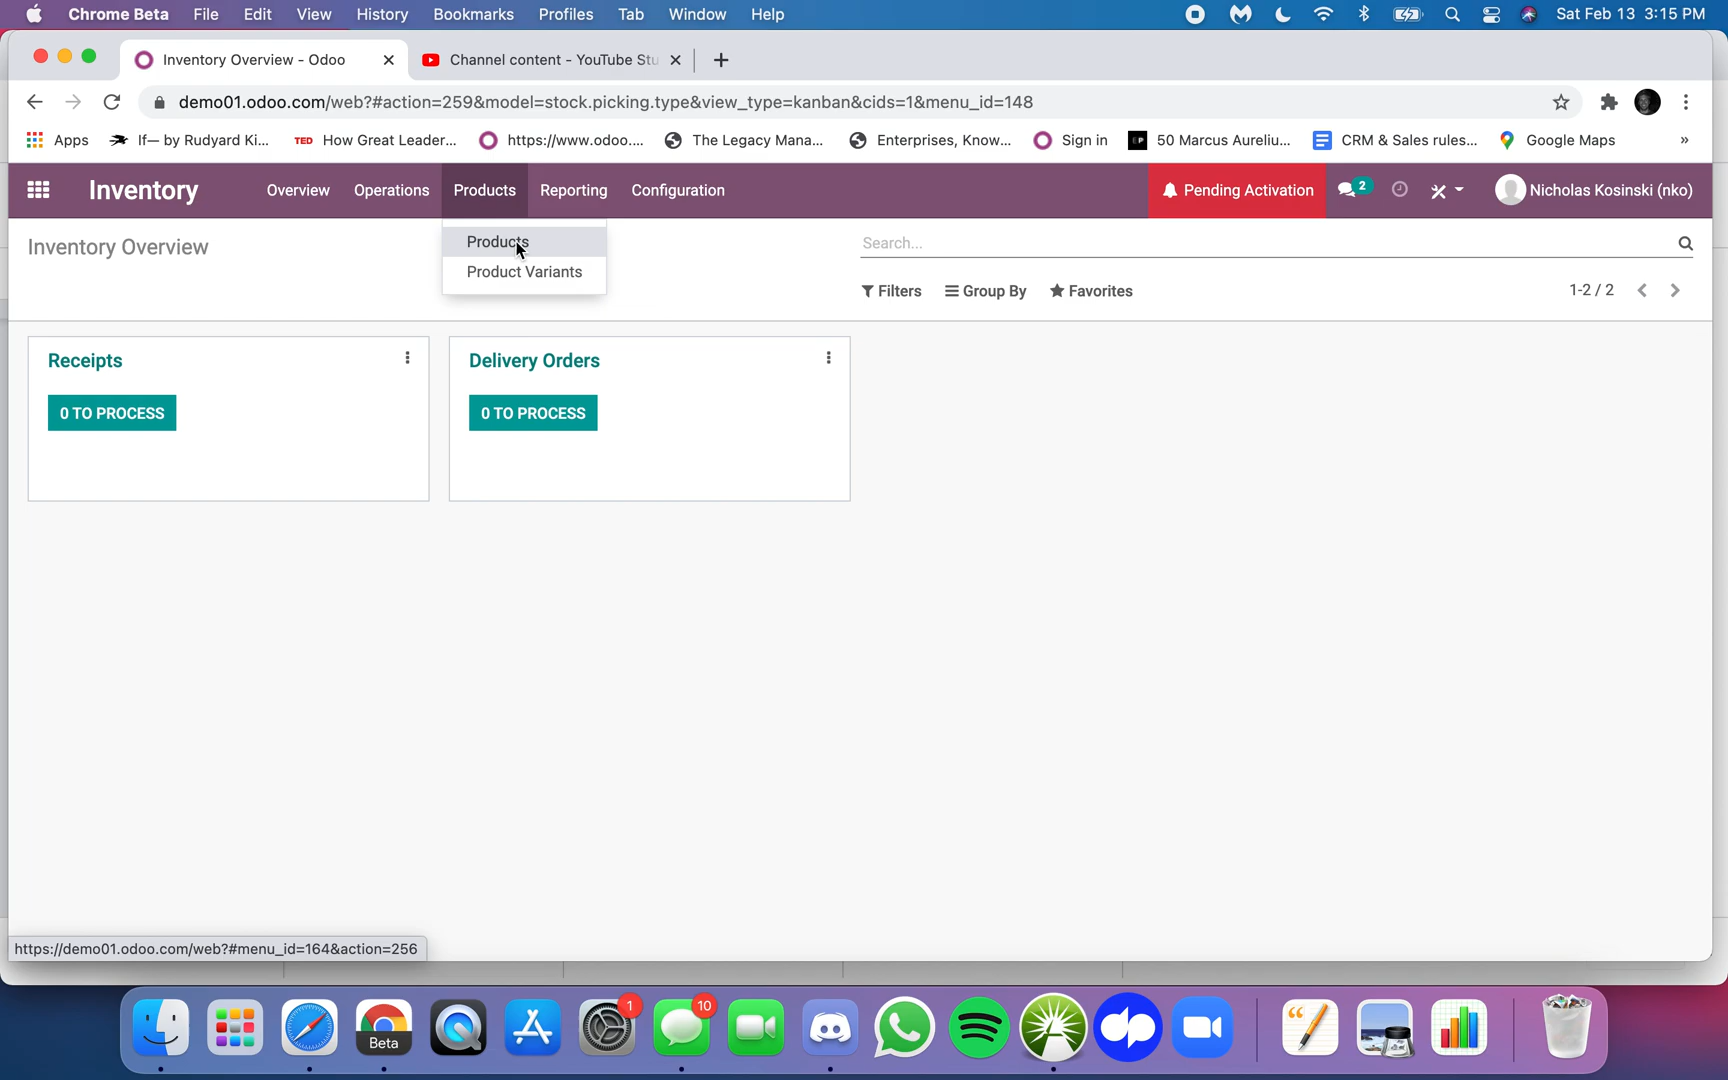 Chrome Beta File Edit View History Bookmarks Profiles Tab Window Help Sat Feb 13 3:15 PM
Inventory Overview - Odoo Channel content - YouTube Stu
demo01.odoo.com/web?#action=259&model=stock.picking.type&view_type=kanban&cids=1&menu_id=148
Apps If— by Rudyard Ki... TED How Great Leader... https://www.odoo.... The Legacy Mana... Enterprises, Know... Sign in EP 50 Marcus Aureliu... CRM & Sales rules... Google Maps »
Inventory Overview Operations Products Reporting Configuration Pending Activation 2 Nicholas Kosinski (nko)
Inventory Overview Products Search...
Product Variants
Filters Group By Favorites 1-2 / 2
Receipts Delivery Orders
0 TO PROCESS 0 TO PROCESS
https://demo01.odoo.com/web?#menu_id=164&action=256
1 10
Beta